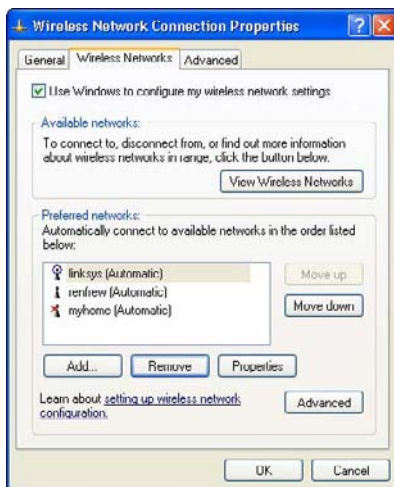 Wireless Network Connection Properties
General Wireless Networks Advanced
Use Windows to configure my wireless network settings
Available networks:
To connect to, disconnect from, or find out more information
about wireless networks in range, click the button below.
View Wireless Networks
Preferred networks:
Automatically connect to available networks in the order listed
below:
linksys (Automatic)
Move up
renfrew (Automatic)
myhome (Automatic)
Move down
Add... Remove Properties
Learn about setting up wireless network
configuration.
Advanced
OK Cancel